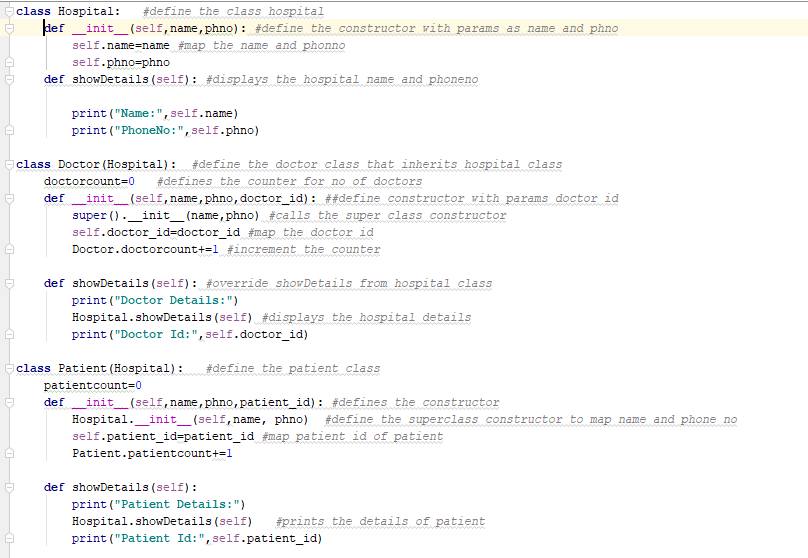 class Hospital:   #define the class hospital
    def __init__(self,name,phno): #define the constructor with params as name and phno
        self.name=name #map the name and phonno
        self.phno=phno
    def showDetails(self): #displays the hospital name and phoneno

        print("Name:",self.name)
        print("PhoneNo:",self.phno)

class Doctor(Hospital):  #define the doctor class that inherits hospital class
    doctorcount=0   #defines the counter for no of doctors
    def __init__(self,name,phno,doctor_id): ##define constructor with params doctor id
        super().__init__(name,phno) #calls the super class constructor
        self.doctor_id=doctor_id #map the doctor id
        Doctor.doctorcount+=1 #increment the counter

    def showDetails(self): #override showDetails from hospital class
        print("Doctor Details:")
        Hospital.showDetails(self) #displays the hospital details
        print("Doctor Id:",self.doctor_id)

class Patient(Hospital):   #define the patient class
    patientcount=0
    def __init__(self,name,phno,patient_id): #defines the constructor
        Hospital.__init__(self,name, phno)  #define the superclass constructor to map name and phone no
        self.patient_id=patient_id #map patient id of patient
        Patient.patientcount+=1

    def showDetails(self):
        print("Patient Details:")
        Hospital.showDetails(self)   #prints the details of patient
        print("Patient Id:",self.patient_id)